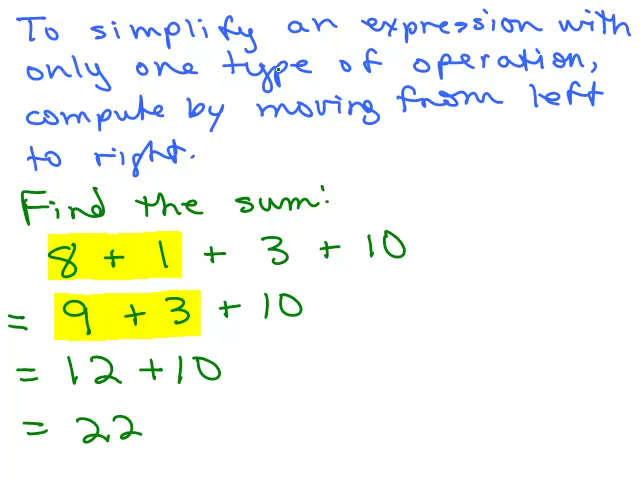 To simplify an expression with
only one type of operation,
compute by moving from left
to right.
Find the sum:
8 + 1 + 3 + 10
= 9 + 3 + 10
= 12 + 10
= 22